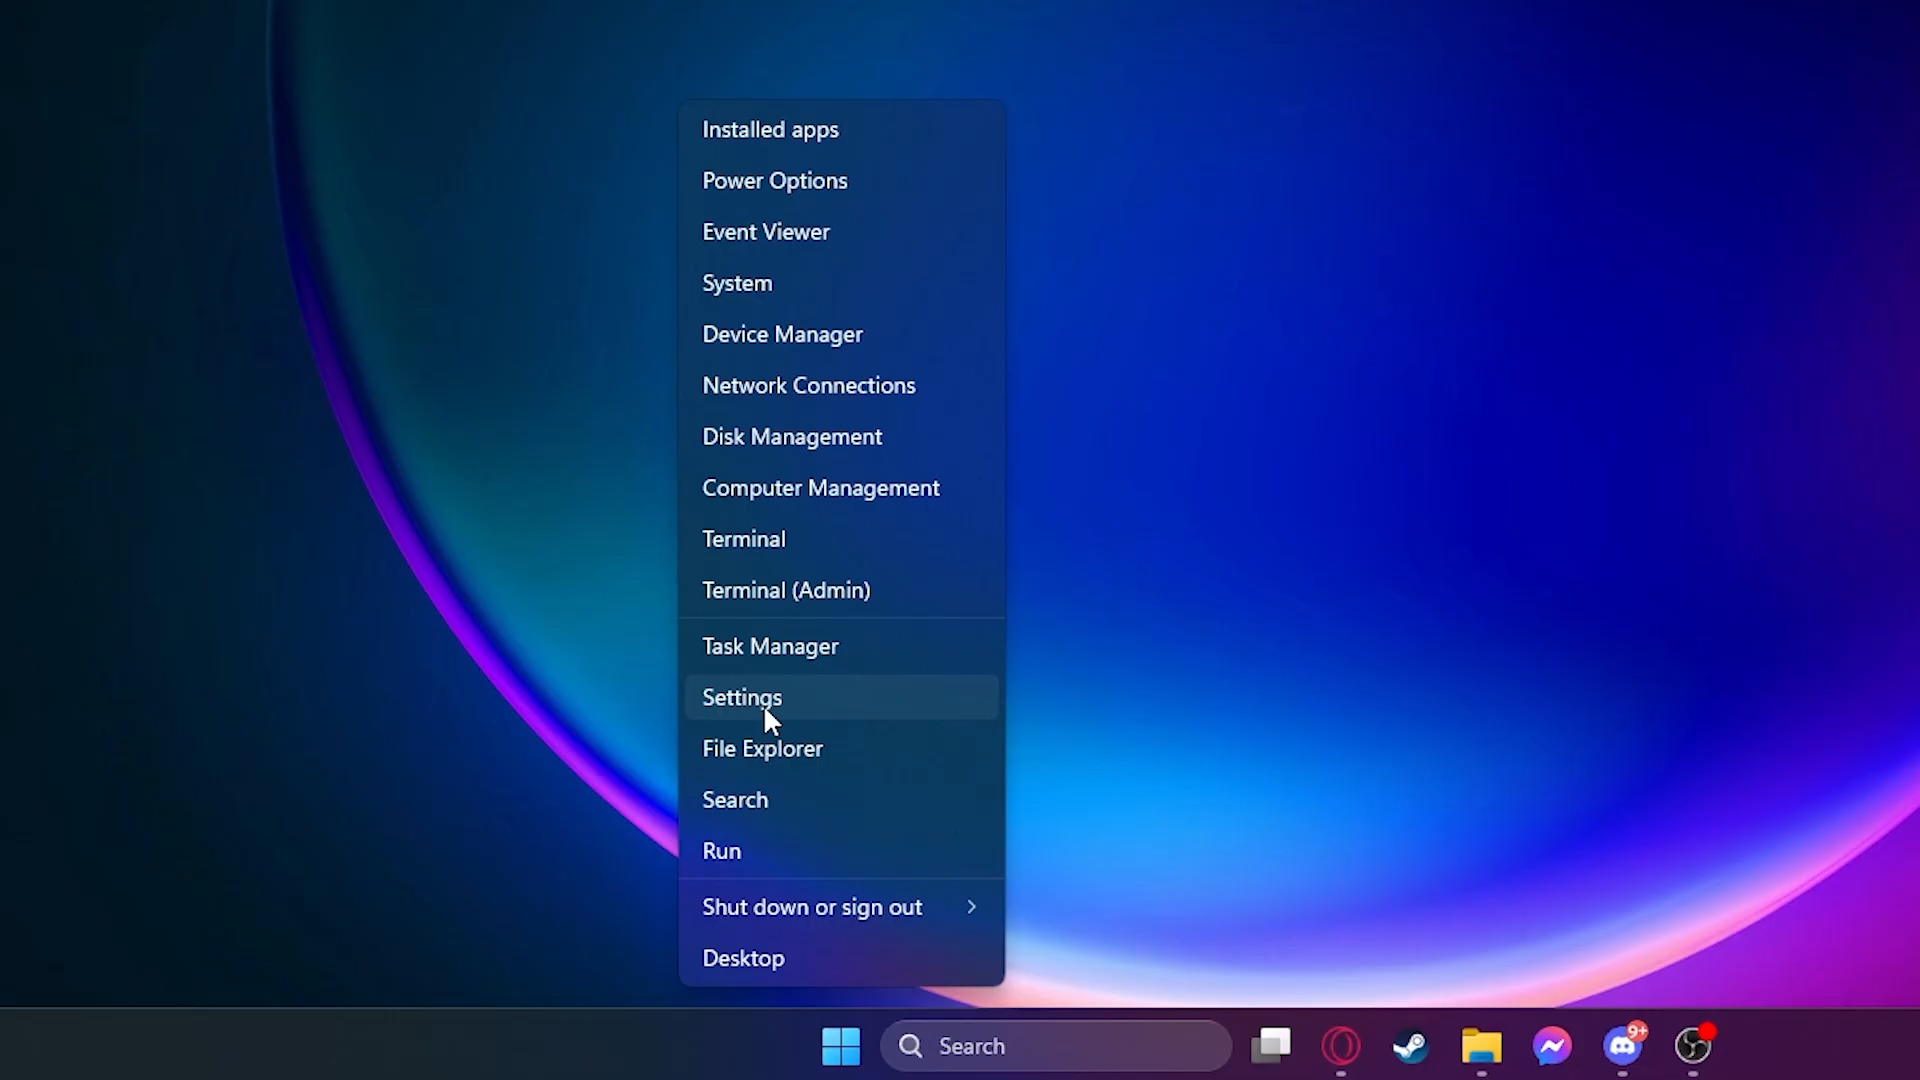 Installed apps
Power Options
Event Viewer
System
Device Manager
Network Connections
Disk Management
Computer Management
Terminal
Terminal (Admin)
Task Manager
Settings
File Explorer
Search
Run
Shut down or sign out
Desktop
Search
9+